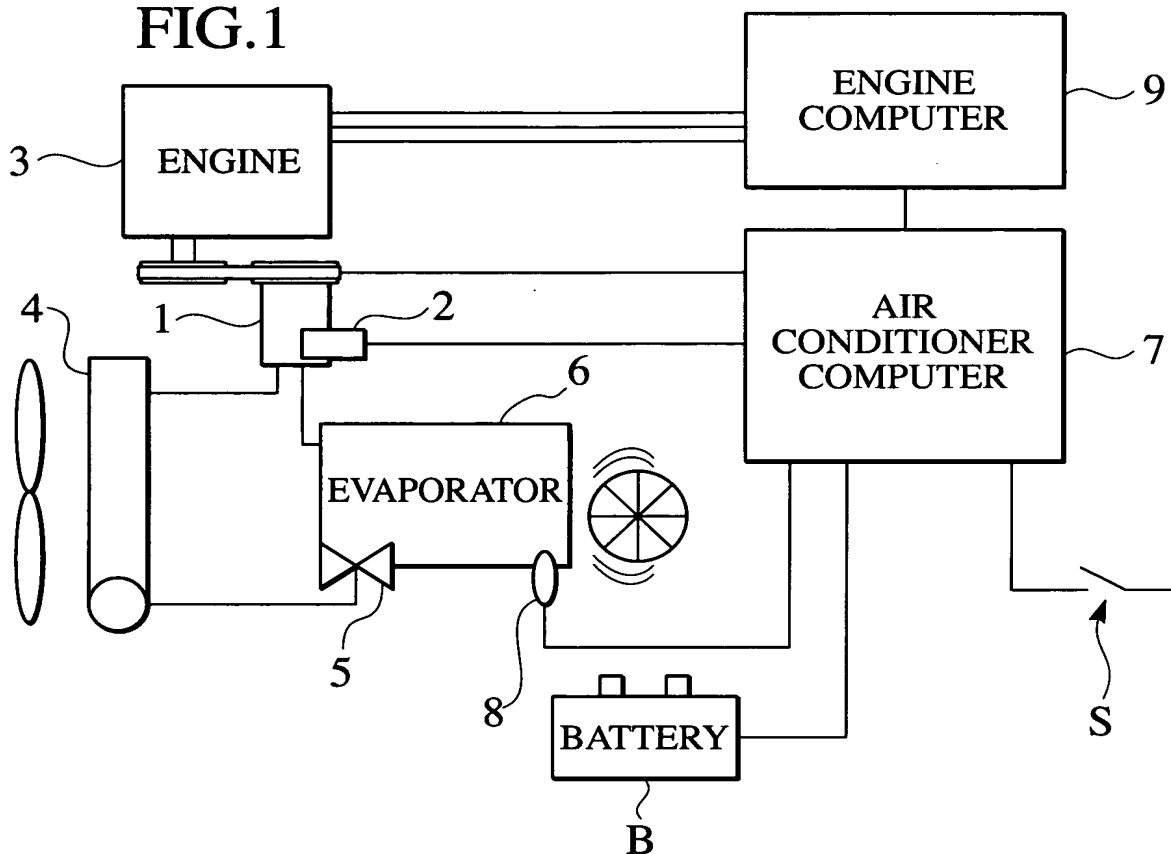 FIG.1
ENGINE
COMPUTER
9
3
ENGINE
AIR
CONDITIONER
COMPUTER
7
1
2
4
6
EVAPORATOR
5
8
BATTERY
B
S